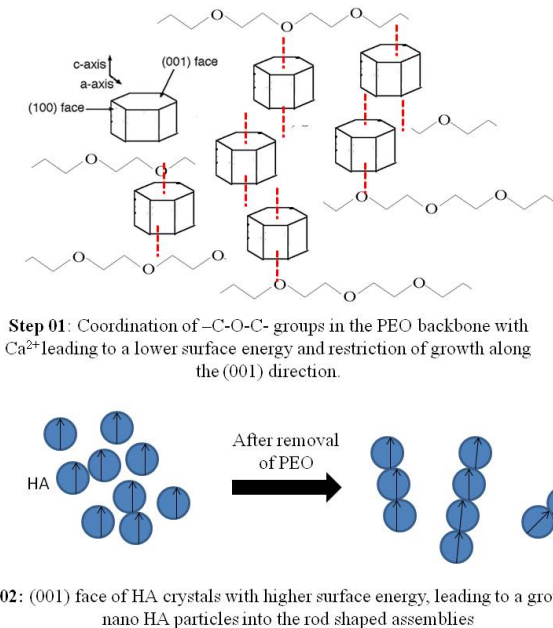 O O O
c-axis
(001) face
a-axis
(100) face
O
O O
O O O
O O O
O O O
Step 01: Coordination of –C-O-C- groups in the PEO backbone with
Ca2+leading to a lower surface energy and restriction of growth along
the (001) direction.
After removal
of PEO
HA
02: (001) face of HA crystals with higher surface energy, leading to a
nano HA particles into the rod shaped assemblies